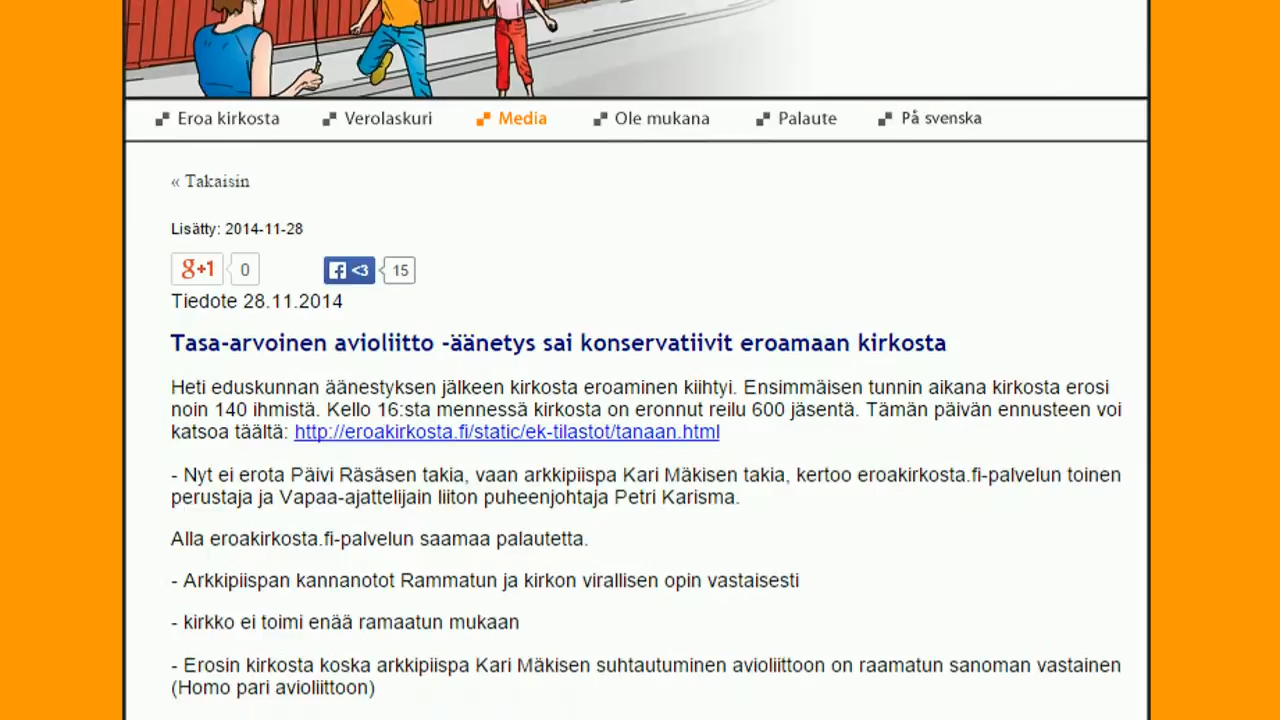 Eroa kirkosta Verolaskuri Media Ole mukana Palaute På svenska
« Takaisin
Lisätty: 2014-11-28
g+1 0 f <3 15
Tiedote 28.11.2014
Tasa-arvoinen avioliitto -äänetys sai konservatiivit eroamaan kirkosta
Heti eduskunnan äänestyksen jälkeen kirkosta eroaminen kiihtyi. Ensimmäisen tunnin aikana kirkosta erosi
noin 140 ihmistä. Kello 16:sta mennessä kirkosta on eronnut reilu 600 jäsentä. Tämän päivän ennusteen voi
katsoa täältä: http://eroakirkosta.fi/static/ek-tilastot/tanaan.html
- Nyt ei erota Päivi Räsäsen takia, vaan arkkipiispa Kari Mäkisen takia, kertoo eroakirkosta.fi-palvelun toinen
perustaja ja Vapaa-ajattelijain liiton puheenjohtaja Petri Karisma.
Alla eroakirkosta.fi-palvelun saamaa palautetta.
- Arkkipiispan kannanotot Rammatun ja kirkon virallisen opin vastaisesti
- kirkko ei toimi enää ramaatun mukaan
- Erosin kirkosta koska arkkipiispa Kari Mäkisen suhtautuminen avioliittoon on raamatun sanoman vastainen
(Homo pari avioliittoon)